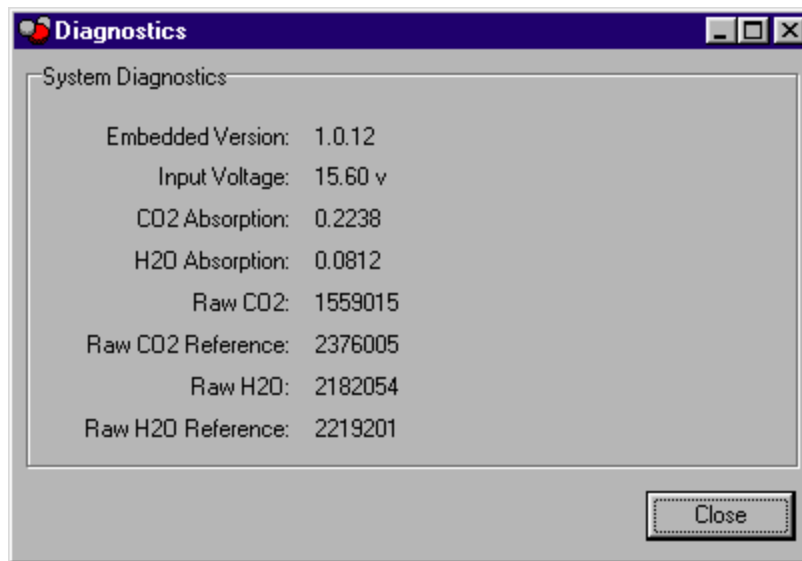 Diagnostics
System Diagnostics
Embedded Version: 1.0.12
Input Voltage: 15.60 v
CO2 Absorption: 0.2238
H2O Absorption: 0.0812
Raw CO2: 1559015
Raw CO2 Reference: 2376005
Raw H2O: 2182054
Raw H2O Reference: 2219201
Close